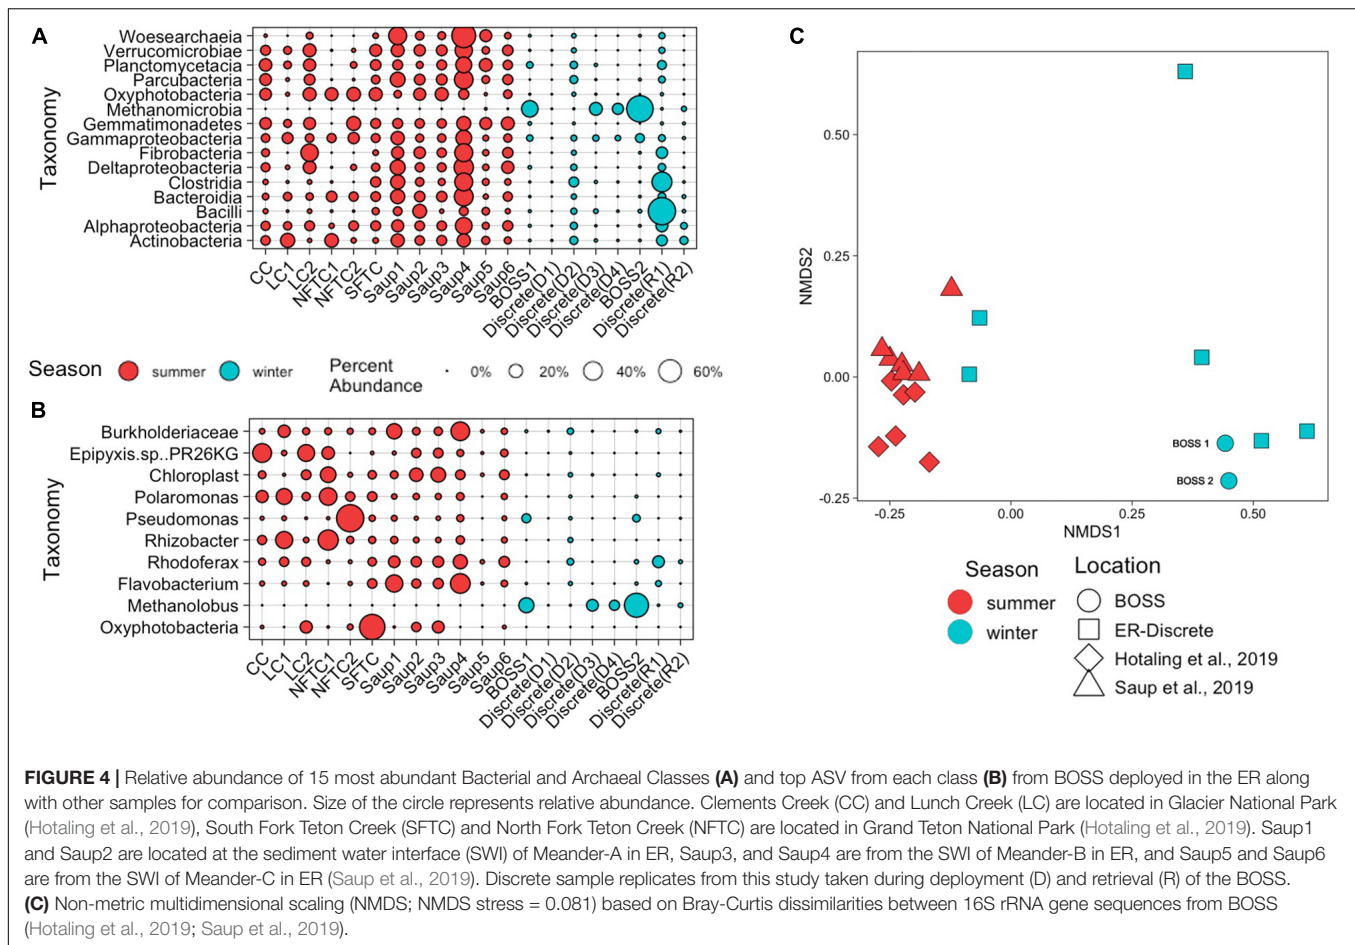 A
Taxonomy
Woesearchaeia
Verrucomicrobiae
Planctomycetacia
Parcubacteria
Oxyphotobacteria
Methanomicrobia
Gemmatimonadetes
Gammaproteobacteria
Fibrobacteria
Deltaproteobacteria
Clostridia
Bacteroidia
Bacilli
Alphaproteobacteria
Actinobacteria
CC
LC1
LC2
NFTC1
NFTC2
SFTC
Saup1
Saup2
Saup3
Saup4
Saup5
Saup6
BOSS1
Discrete(D1)
Discrete(D2)
Discrete(D3)
Discrete(D4)
BOSS2
Discrete(R1)
Discrete(R2)
Season summer winter Percent Abundance 0% 20% 40% 60%
B
Taxonomy
Burkholderiaceae
Epipyxis.sp..PR26KG
Chloroplast
Polaromonas
Pseudomonas
Rhizobacter
Rhodoferax
Flavobacterium
Methanolobus
Oxyphotobacteria
CC
LC1
LC2
NFTC1
NFTC2
SFTC
Saup1
Saup2
Saup3
Saup4
Saup5
Saup6
BOSS1
Discrete(D1)
Discrete(D2)
Discrete(D3)
Discrete(D4)
BOSS2
Discrete(R1)
Discrete(R2)
C
NMDS2
0.50
0.25
0.00
-0.25
BOSS 1
BOSS 2
-0.25 0.00 0.25 0.50
NMDS1
Season
summer
winter
Location
BOSS
ER-Discrete
Hotaling et al., 2019
Saup et al., 2019
FIGURE 4 | Relative abundance of 15 most abundant Bacterial and Archaeal Classes (A) and top ASV from each class (B) from BOSS deployed in the ER along
with other samples for comparison. Size of the circle represents relative abundance. Clements Creek (CC) and Lunch Creek (LC) are located in Glacier National Park
(Hotaling et al., 2019), South Fork Teton Creek (SFTC) and North Fork Teton Creek (NFTC) are located in Grand Teton National Park (Hotaling et al., 2019). Saup1
and Saup2 are located at the sediment water interface (SWI) of Meander-A in ER, Saup3, and Saup4 are from the SWI of Meander-B in ER, and Saup5 and Saup6
are from the SWI of Meander-C in ER (Saup et al., 2019). Discrete sample replicates from this study taken during deployment (D) and retrieval (R) of the BOSS.
(C) Non-metric multidimensional scaling (NMDS; NMDS stress = 0.081) based on Bray-Curtis dissimilarities between 16S rRNA gene sequences from BOSS
(Hotaling et al., 2019; Saup et al., 2019).